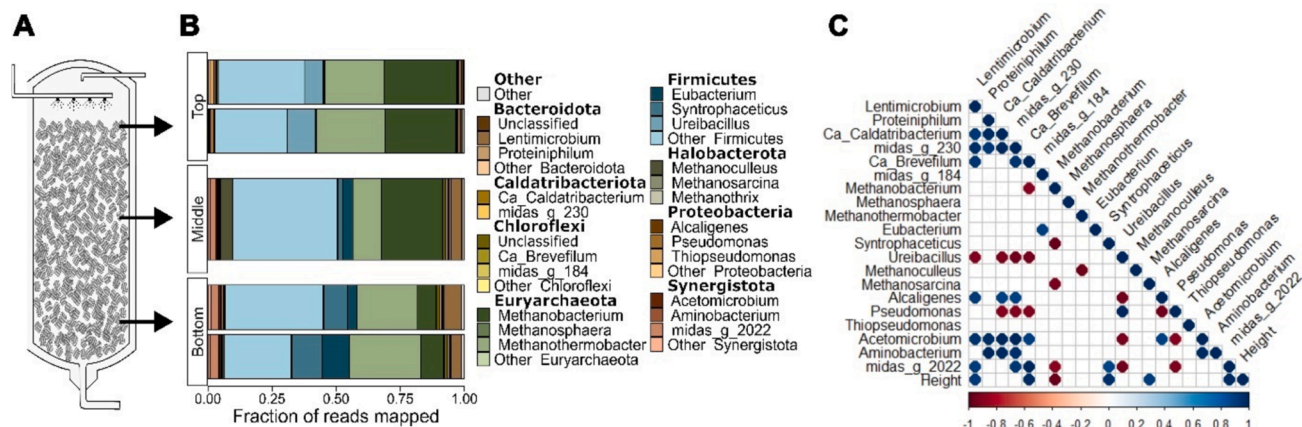 A
B
C
Top
Middle
Bottom
0.00
0.25
0.50
0.75
1.00
Fraction of reads mapped
Other
Other
Bacteroidota
Unclassified
Lentimicrobium
Proteiniphilum
Other Bacteroidota
Caldatribacteriota
Ca_Caldatribacterium
midas_g_230
Chloroflexi
Unclassified
Ca_Brevefilum
midas_g_184
Other Chloroflexi
Euryarchaeota
Methanobacterium
Methanosphaera
Methanothermobacter
Other Euryarchaeota
Firmicutes
Eubacterium
Syntrophaceticus
Ureibacillus
Other Firmicutes
Halobacterota
Methanoculleus
Methanosarcina
Methanothrix
Proteobacteria
Alcaligenes
Pseudomonas
Thiopseudomonas
Other Proteobacteria
Synergistota
Acetomicrobium
Aminobacterium
midas_g_2022
Other Synergistota
Lentimicrobium
Proteiniphilum
Ca_Caldatribacterium
midas_g_230
Ca_Brevefilum
midas_g_184
Methanobacterium
Methanosphaera
Methanothermobacter
Eubacterium
Syntrophaceticus
Ureibacillus
Methanoculleus
Methanosarcina
Alcaligenes
Pseudomonas
Thiopseudomonas
Acetomicrobium
Aminobacterium
midas_g_2022
Height
Lentimicrobium
Proteiniphilum
Ca_Caldatribacterium
midas_g_230
Ca_Brevefilum
midas_g_184
Methanobacterium
Methanosphaera
Methanothermobacter
Eubacterium
Syntrophaceticus
Ureibacillus
Methanoculleus
Methanosarcina
Alcaligenes
Pseudomonas
Thiopseudomonas
Acetomicrobium
Aminobacterium
midas_g_2022
Height
-1
-0.8
-0.6
-0.4
-0.2
0
0.2
0.4
0.6
0.8
1